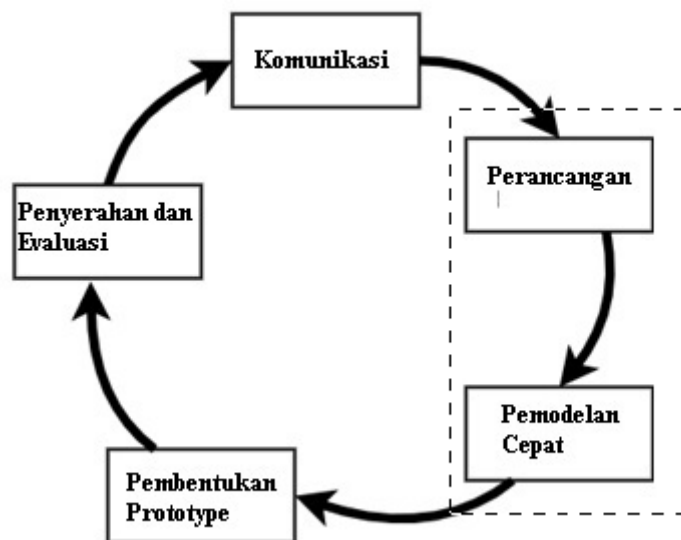 Komunikasi
Perancangan
Pemodelan
Cepat
Pembentukan
Prototype
Penyerahan dan
Evaluasi